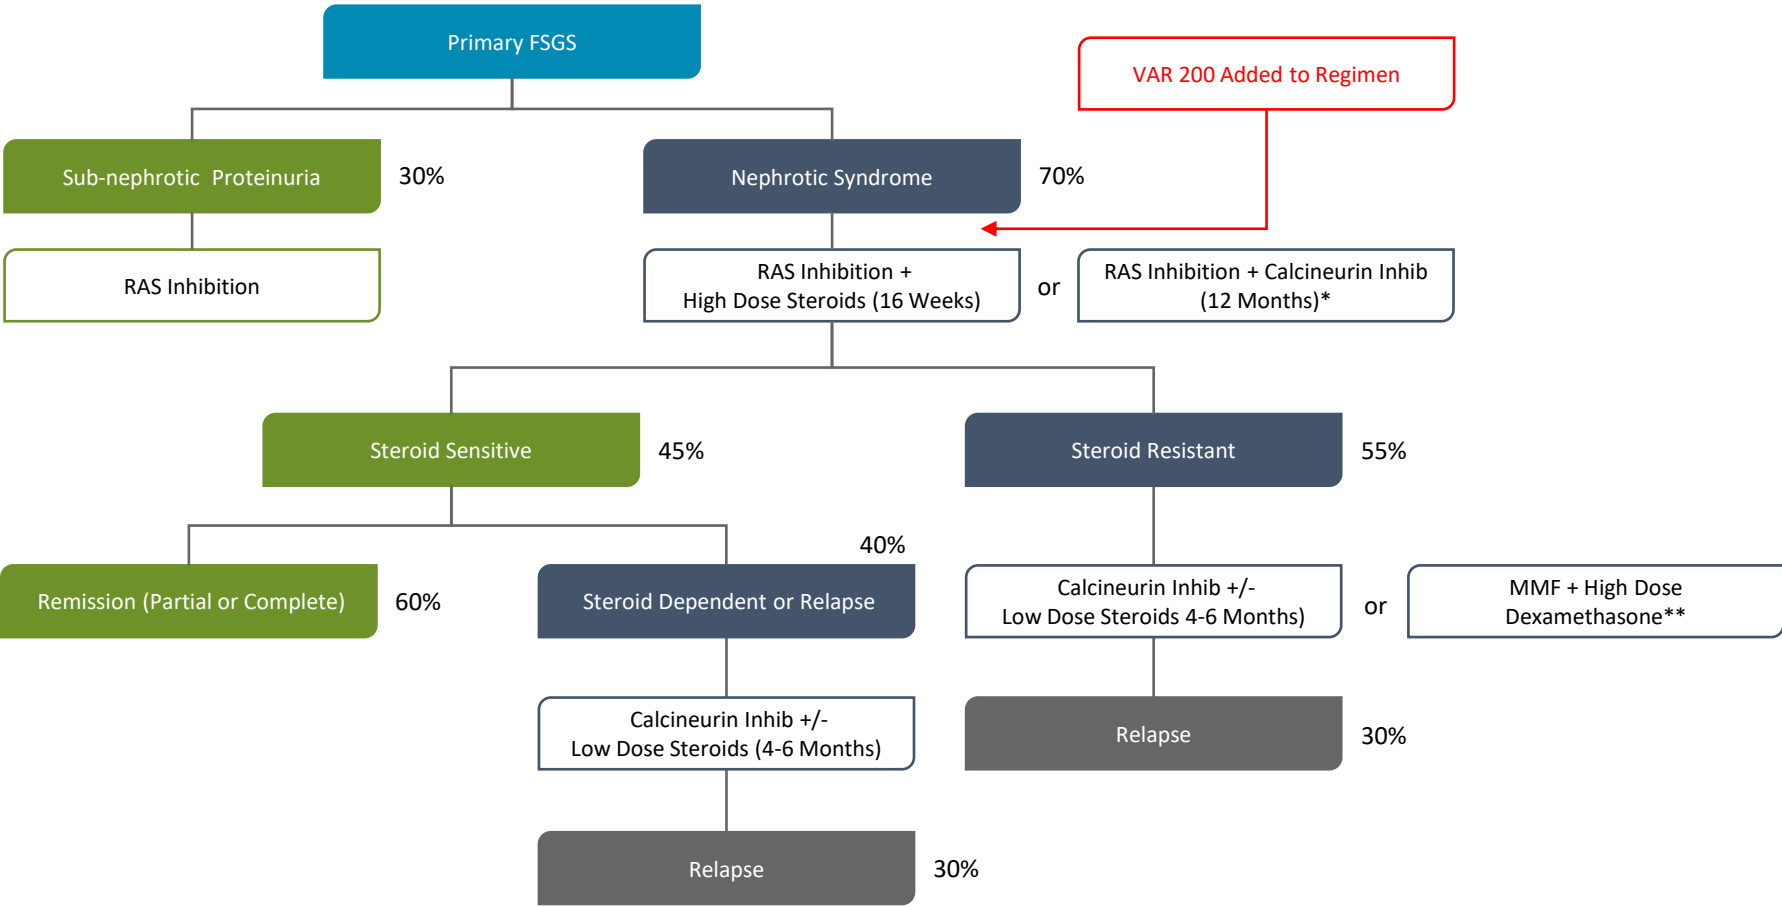 Primary FSGS
VAR 200 Added to Regimen
Sub-nephrotic Proteinuria
30%
Nephrotic Syndrome
70%
RAS Inhibition
RAS Inhibition +
High Dose Steroids (16 Weeks)
or
RAS Inhibition + Calcineurin Inhib
(12 Months)*
Steroid Sensitive
45%
Steroid Resistant
55%
Remission (Partial or Complete)
60%
40%
Steroid Dependent or Relapse
Calcineurin Inhib +/-
Low Dose Steroids 4-6 Months)
or
MMF + High Dose
Dexamethasone**
Calcineurin Inhib +/-
Low Dose Steroids (4-6 Months)
Relapse
30%
Relapse
30%